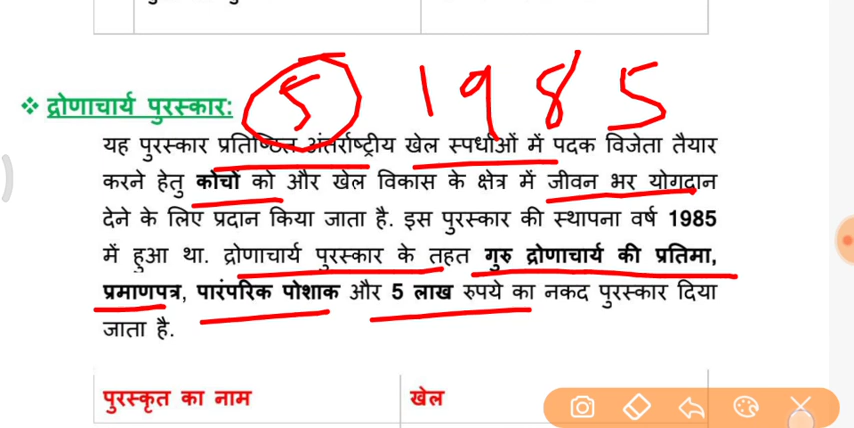 5 1985
❖ द्रोणाचार्य पुरस्कार:
यह पुरस्कार प्रतिष्ठित अंतर्राष्ट्रीय खेल स्पर्धाओं में पदक विजेता तैयार
करने हेतु कोचो को और खेल विकास के क्षेत्र में जीवन भर योगदान
देने के लिए प्रदान किया जाता है. इस पुरस्कार की स्थापना वर्ष 1985
में हुआ था. द्रोणाचार्य पुरस्कार के तहत गुरु द्रोणाचार्य की प्रतिमा,
प्रमाणपत्र, पारंपरिक पोशाक और 5 लाख रुपये का नकद पुरस्कार दिया
जाता है.
पुरस्कृत का नाम खेल